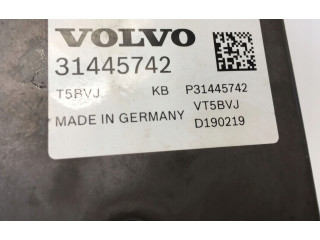 VOLVO
31445742
T5BVJ KB P31445742
VT5BVJ
MADE IN GERMANY D190219